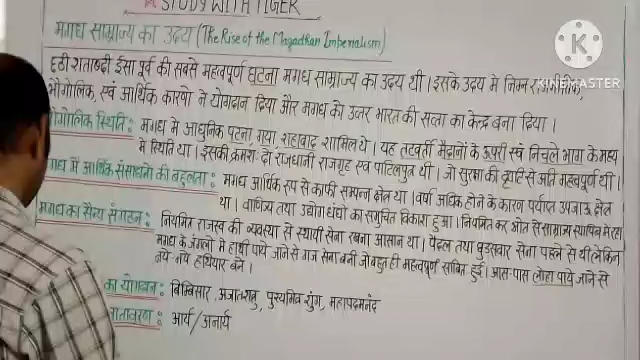 STUDY WITH TIGER
मगध साम्राज्य का उदय (The Rise of the Magadhan Imperialism)
छठी शताब्दी ईसा पूर्व की सबसे महत्वपूर्ण घटना मगध साम्राज्य का उदय थी। इसके उदय में निम्न
भौगोलिक, एवं आर्थिक कारणों ने योगदान दिया और मगध को उत्तर भारत की सत्ता का केन्द्र बना दिया।
स्थिति: मगध में आधुनिक पटना, गया, शाहाबाद शामिल थे। यह तटवर्ती मैदानों के ऊपरी एवं निचले भाग के मध्य
में स्थिति था। इसकी क्रमशः दो राजधानी राजगृह एवं पाटलिपुत्र थी। जो सुरक्षा की दृष्टि से अति महत्वपूर्ण थी।
में आर्थिक संसाधनों की बहुलता: मगध आर्थिक रूप से काफी सम्पन्न क्षेत्र था। वर्षा अधिक होने के कारण पर्याप्त उपजाऊ क्षेत्र
था। वाणिज्य तथा उद्योग धंधों का समुचित विकास हुआ। नियमित कर स्रोत से साम्राज्य
मगध का सैन्य संगठन: नियमित राजस्व की व्यवस्था से स्थायी सेना रखना आसान था। पैदल तथा घुड़सवार सेना पहले से थी लेकिन
मगध के जंगलों में हाथी पाये जाने से गज सेना बनी जो बहुत ही महत्वपूर्ण साबित हुई। आस-पास लोहा पाये जाने से
नये-नये हथियार बने।
का योगदान: बिम्बिसार, अजातशत्रु, पुष्यमित्र शुंग, महापद्मनंद
वातावरण: आर्य/अनार्य
KINEMASTER